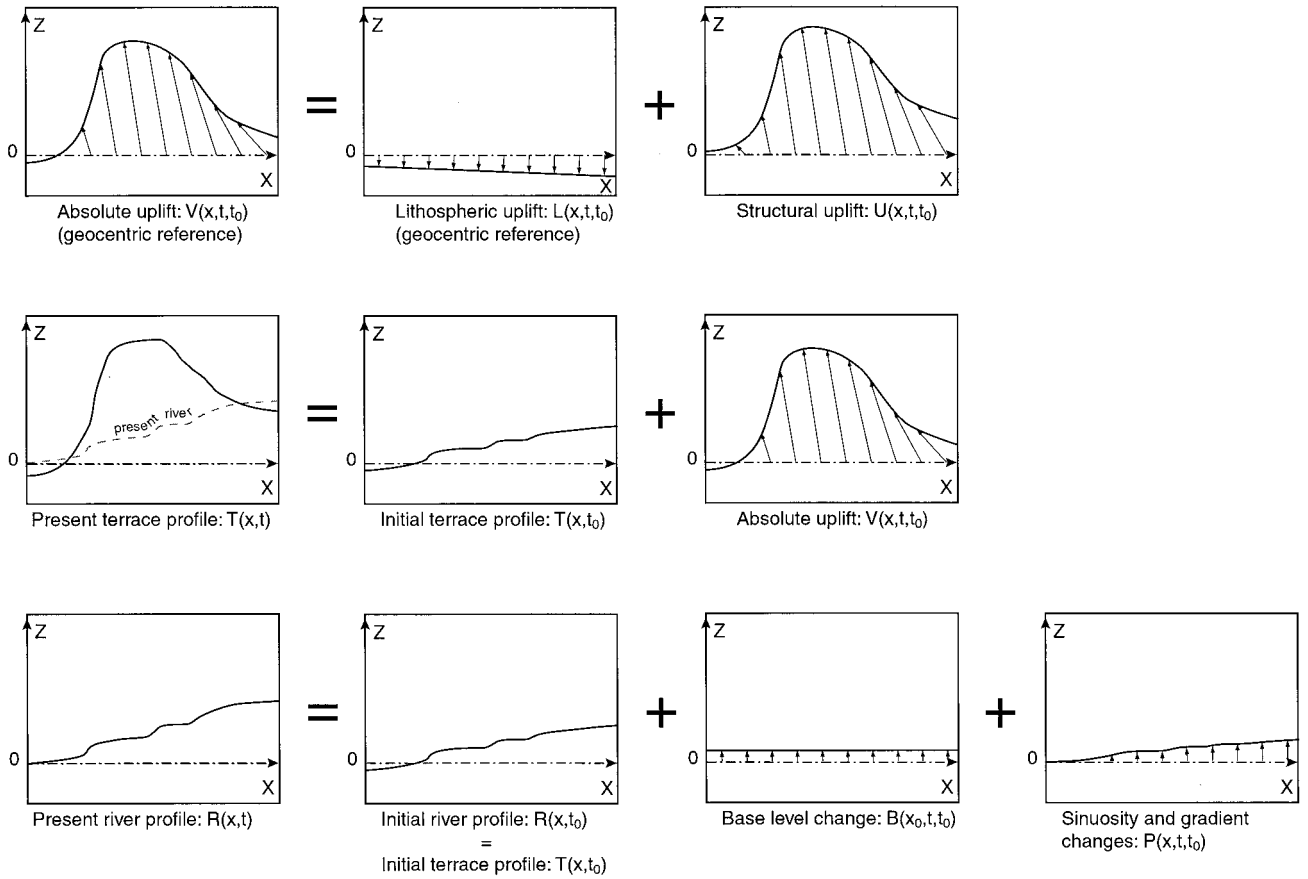 Z
0
X
Absolute uplift: V(x,t,t₀)
(geocentric reference)
=
Z
0
X
Lithospheric uplift: L(x,t,t₀)
(geocentric reference)
+
Z
0
X
Structural uplift: U(x,t,t₀)
Z
present river
0
X
Present terrace profile: T(x,t)
=
Z
0
X
Initial terrace profile: T(x,t₀)
+
Z
0
X
Absolute uplift: V(x,t,t₀)
Z
0
X
Present river profile: R(x,t)
=
Z
0
X
Initial river profile: R(x,t₀)
=
Initial terrace profile: T(x,t₀)
+
Z
0
X
Base level change: B(x₀,t,t₀)
+
Z
0
X
Sinuosity and gradient
changes: P(x,t,t₀)